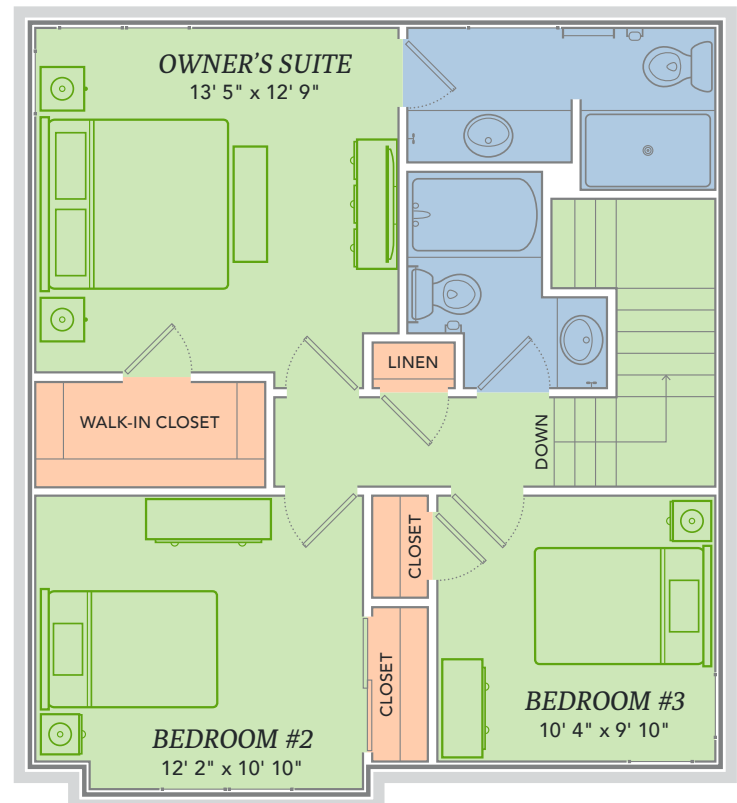 OWNER'S SUITE
13' 5" x 12' 9"
LINEN
WALK-IN CLOSET
DOWN
CLOSET
CLOSET
BEDROOM #3
10' 4" x 9' 10"
BEDROOM #2
12' 2" x 10' 10"